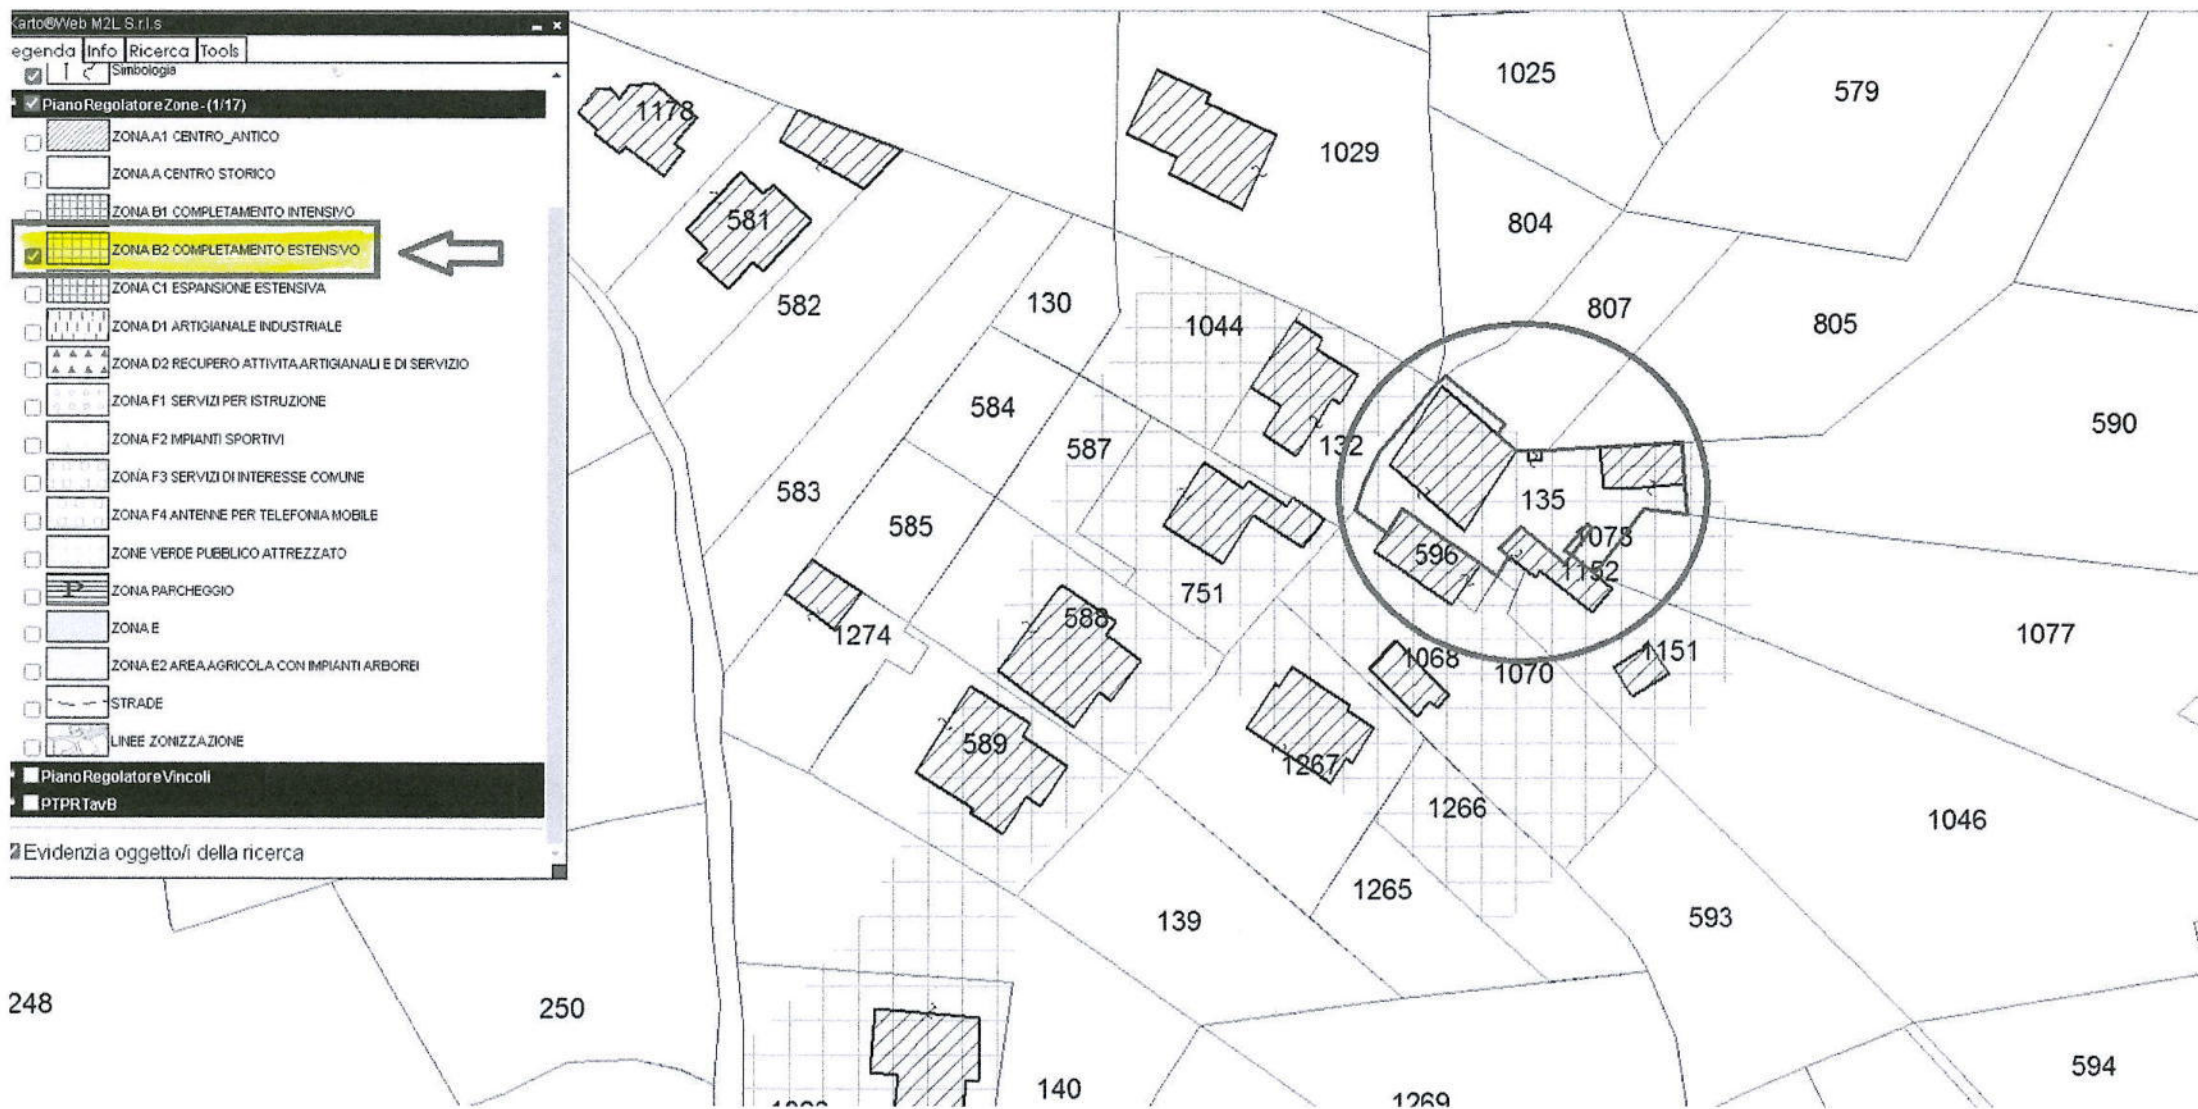 Karto®Web M2L S.r.l.s
egenda Info Ricerca Tools
Simbologia
PianoRegolatoreZone-(1/17)
ZONA A1 CENTRO_ANTICO
ZONA A CENTRO STORICO
ZONA B1 COMPLETAMENTO INTENSIVO
ZONA B2 COMPLETAMENTO ESTENSIVO
ZONA C1 ESPANSIONE ESTENSIVA
ZONA D1 ARTIGIANALE INDUSTRIALE
ZONA D2 RECUPERO ATTIVITA ARTIGIANALI E DI SERVIZIO
ZONA F1 SERVIZI PER ISTRUZIONE
ZONA F2 IMPIANTI SPORTIVI
ZONA F3 SERVIZI DI INTERESSE COMUNE
ZONA F4 ANTENNE PER TELEFONIA MOBILE
ZONE VERDE PUBBLICO ATTREZZATO
P ZONA PARCHEGGIO
ZONA E
ZONA E2 AREA AGRICOLA CON IMPIANTI ARBOREI
STRADE
LINEE ZONIZZAZIONE
PianoRegolatoreVincoli
PTPRTavB
Evidenzia oggetto/i della ricerca
1025
579
1178
1029
581
804
582
130
1044
807
805
584
587
132
590
583
585
135
596
1073
1152
751
588
1274
1068
1070
1151
1077
589
1267
1266
1046
1265
139
593
248
250
140
594
1269